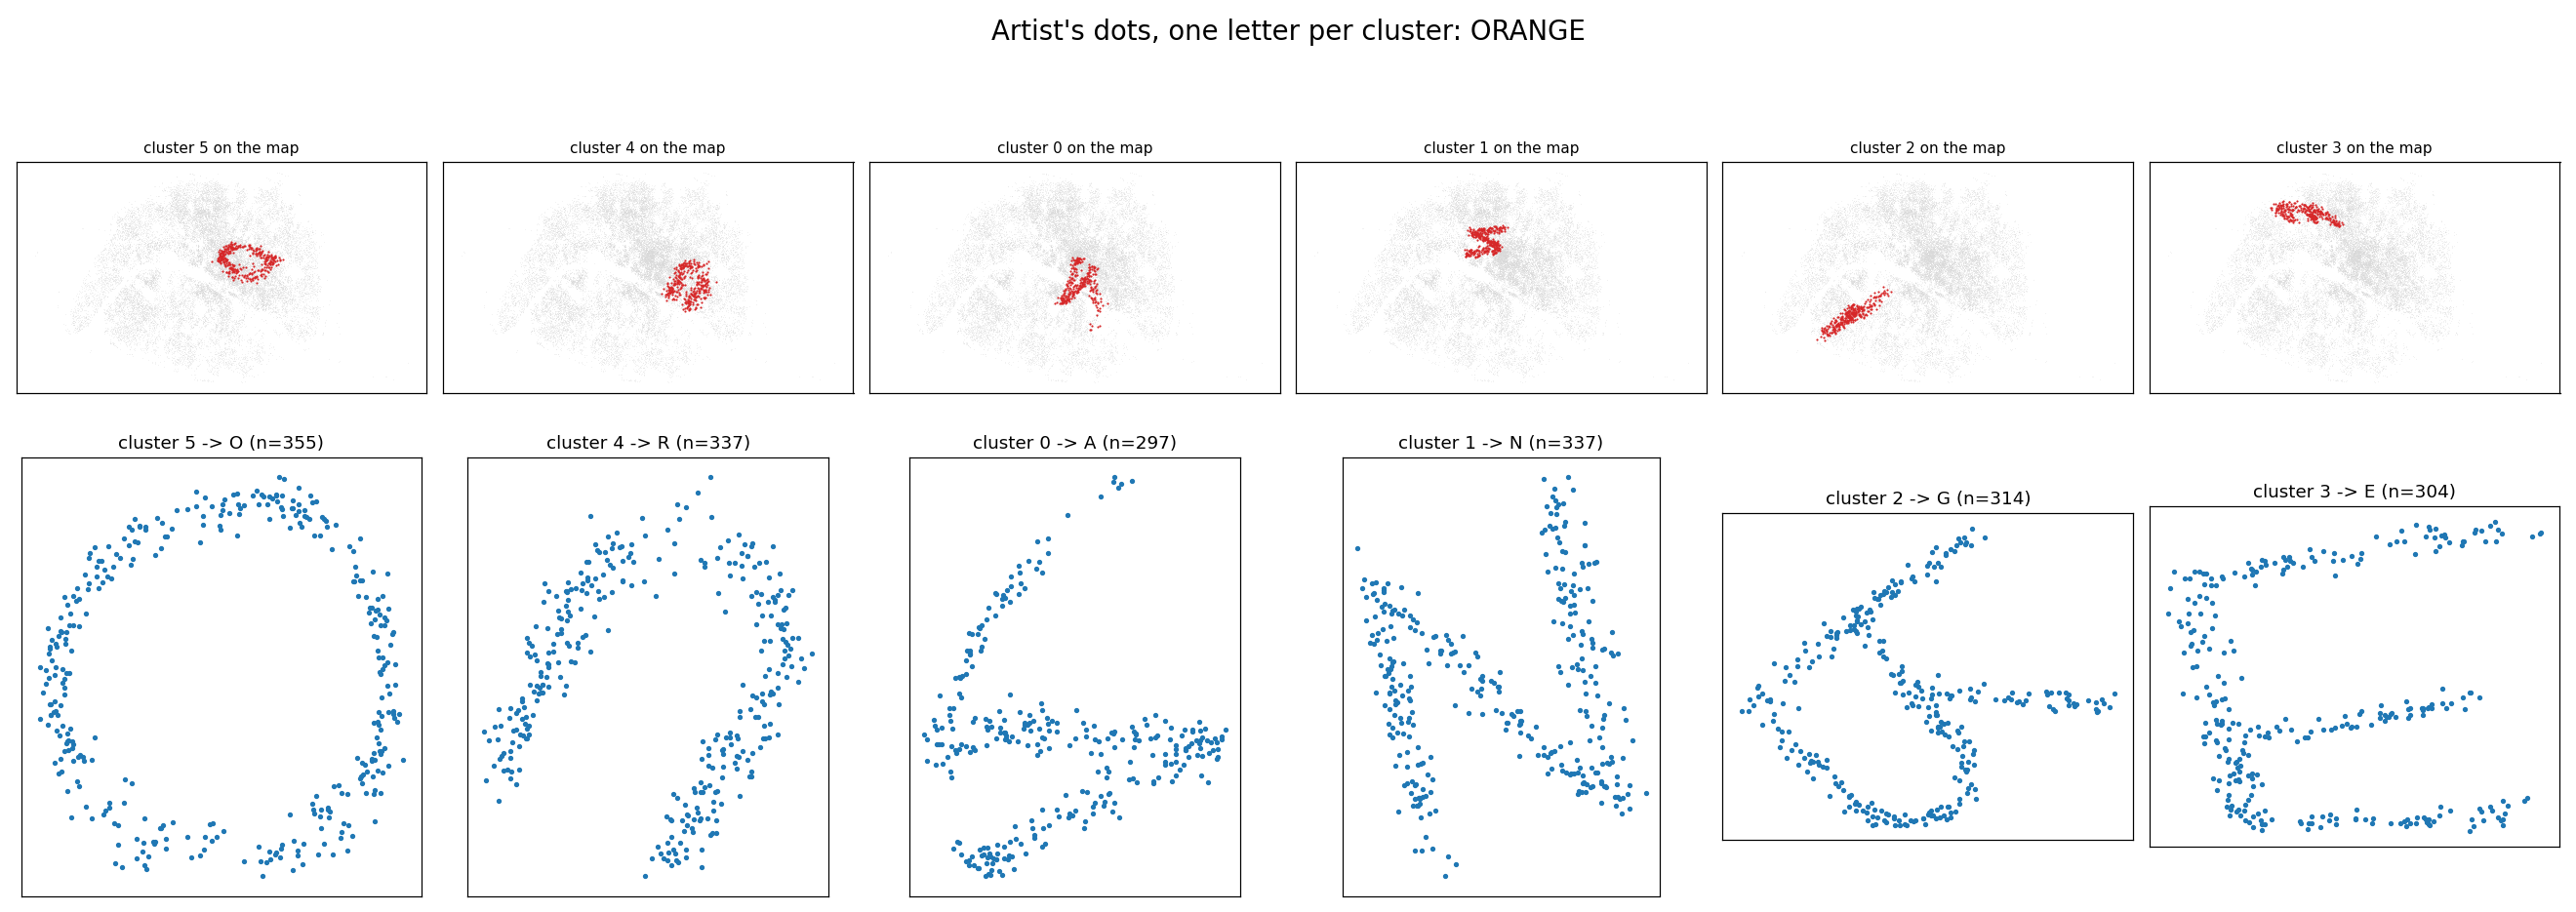 Artist's dots, one letter per cluster: ORANGE
cluster 5 on the map
cluster 4 on the map
cluster 0 on the map
cluster 1 on the map
cluster 2 on the map
cluster 3 on the map
cluster 5 -> O (n=355)
cluster 4 -> R (n=337)
cluster 0 -> A (n=297)
cluster 1 -> N (n=337)
cluster 2 -> G (n=314)
cluster 3 -> E (n=304)